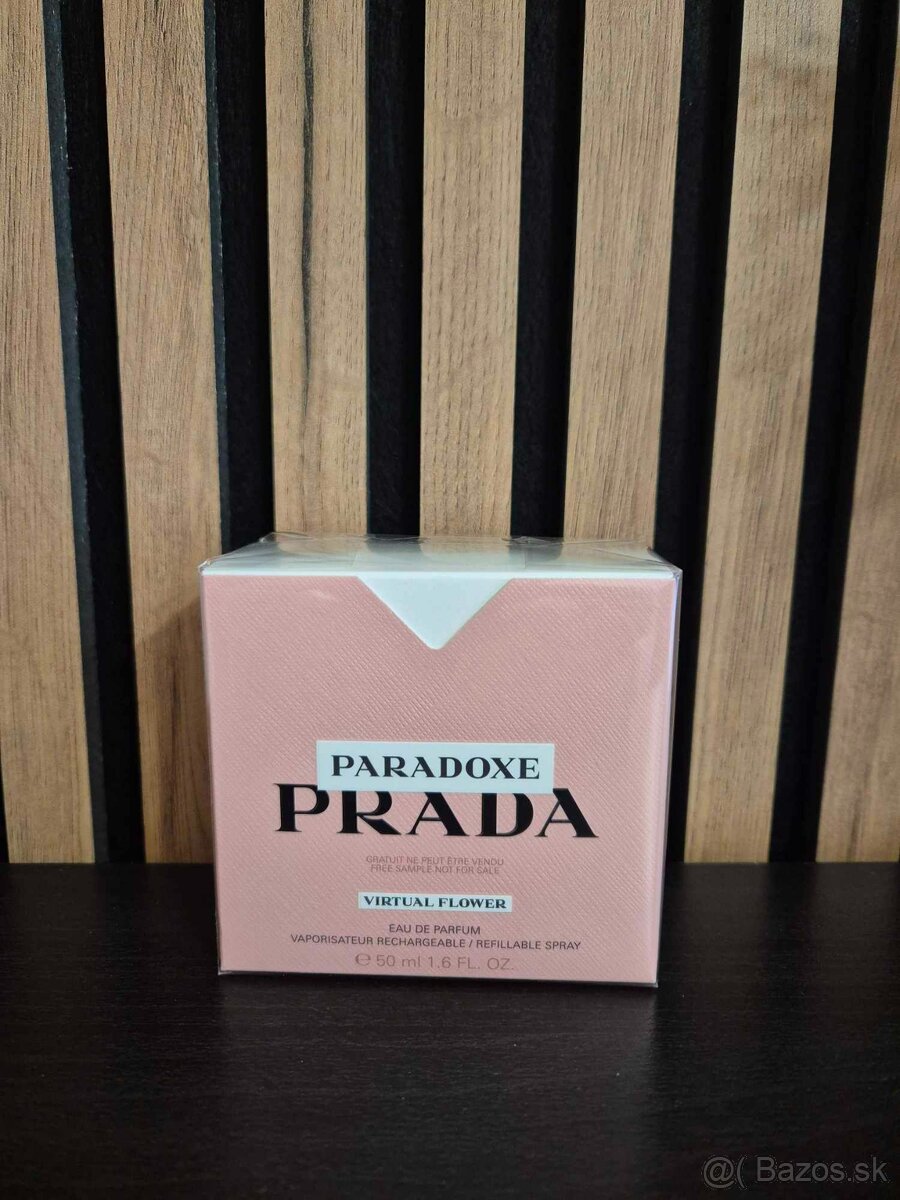 PARADOXE
PRADA
GRATUIT NE PEUT ÊTRE VENDU
FREE SAMPLE NOT FOR SALE
VIRTUAL FLOWER
EAU DE PARFUM
VAPORISATEUR RECHARGEABLE / REFILLABLE SPRAY
℮ 50 ml 1.6 FL. OZ.
@( Bazos.sk